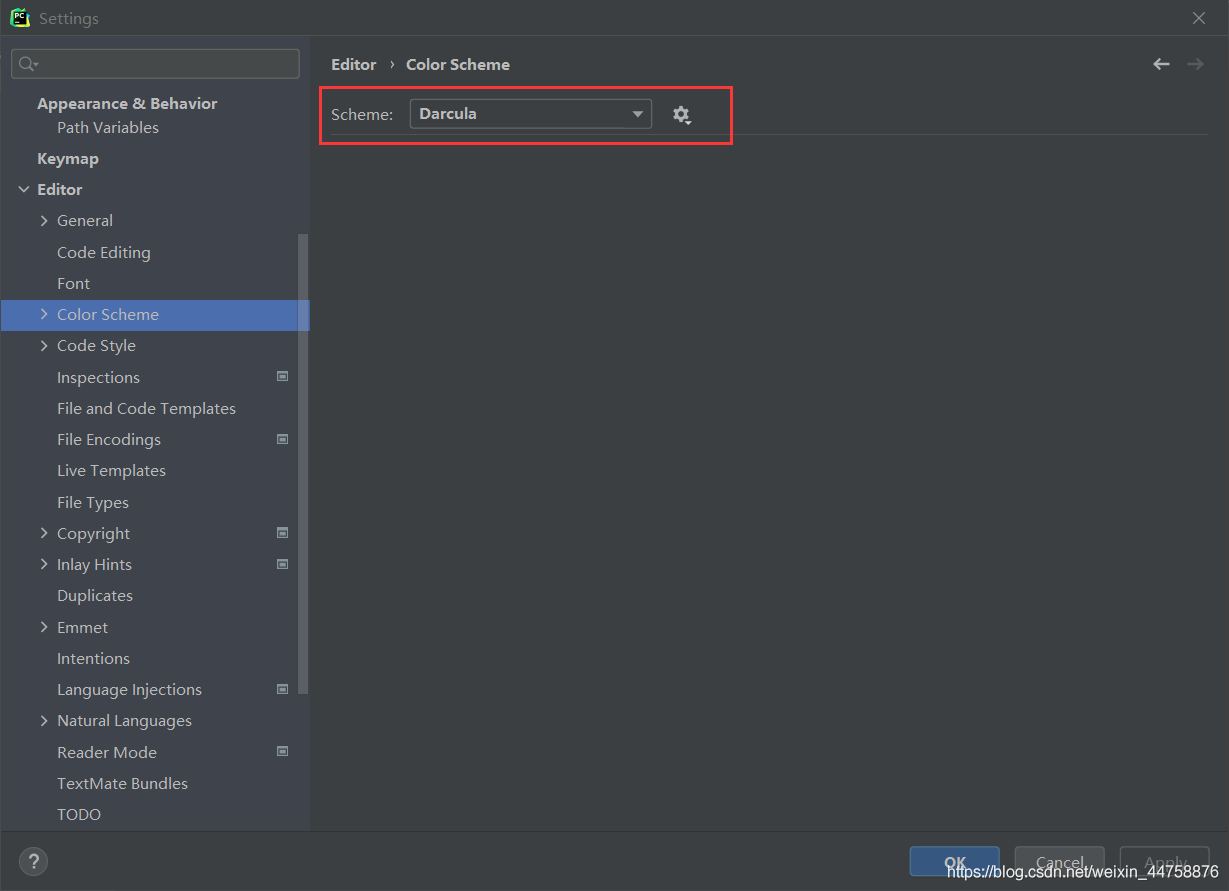 PC
Settings
Appearance & Behavior
Path Variables
Keymap
Editor
General
Code Editing
Font
Color Scheme
Code Style
Inspections
File and Code Templates
File Encodings
Live Templates
File Types
Copyright
Inlay Hints
Duplicates
Emmet
Intentions
Language Injections
Natural Languages
Reader Mode
TextMate Bundles
TODO
Editor › Color Scheme
Scheme: Darcula
? OK Cancel Apply
https://blog.csdn.net/weixin_44758876